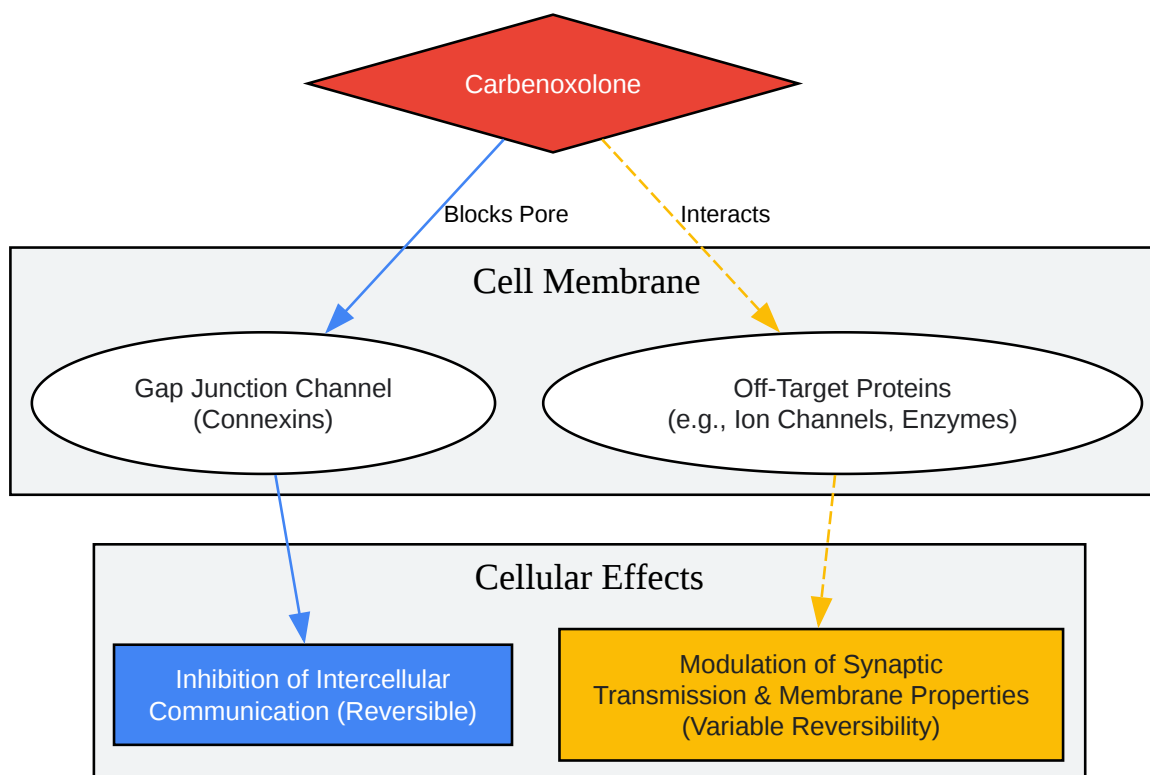 Carbenoxolone
Blocks Pore
Interacts
Cell Membrane
Gap Junction Channel
(Connexins)
Off-Target Proteins
(e.g., Ion Channels, Enzymes)
Cellular Effects
Inhibition of Intercellular
Communication (Reversible)
Modulation of Synaptic
Transmission & Membrane Properties
(Variable Reversibility)